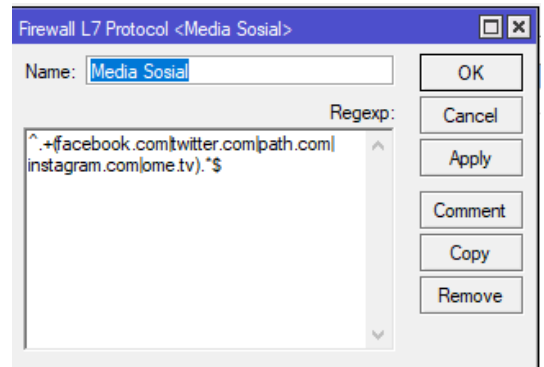 Firewall L7 Protocol <Media Sosial>
Name: Media Sosial
OK
Regexp:
Cancel
^.+(facebook.com|twitter.com|path.com|
instagram.com|ome.tv).*$
Apply
Comment
Copy
Remove